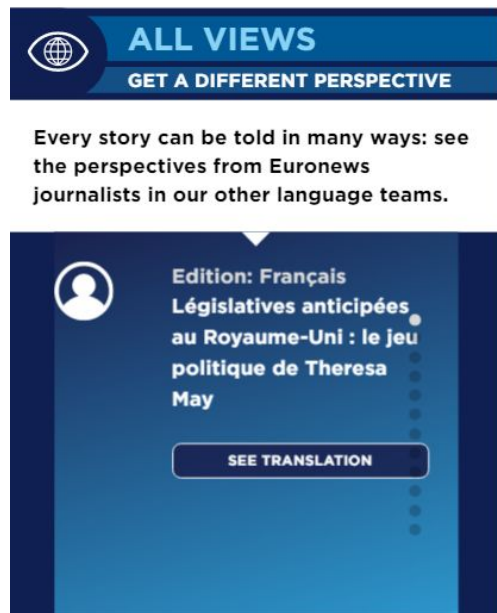 ALL VIEWS
GET A DIFFERENT PERSPECTIVE
Every story can be told in many ways: see
the perspectives from Euronews
journalists in our other language teams.
Edition: Français
Législatives anticipées
au Royaume-Uni : le jeu
politique de Theresa
May
SEE TRANSLATION